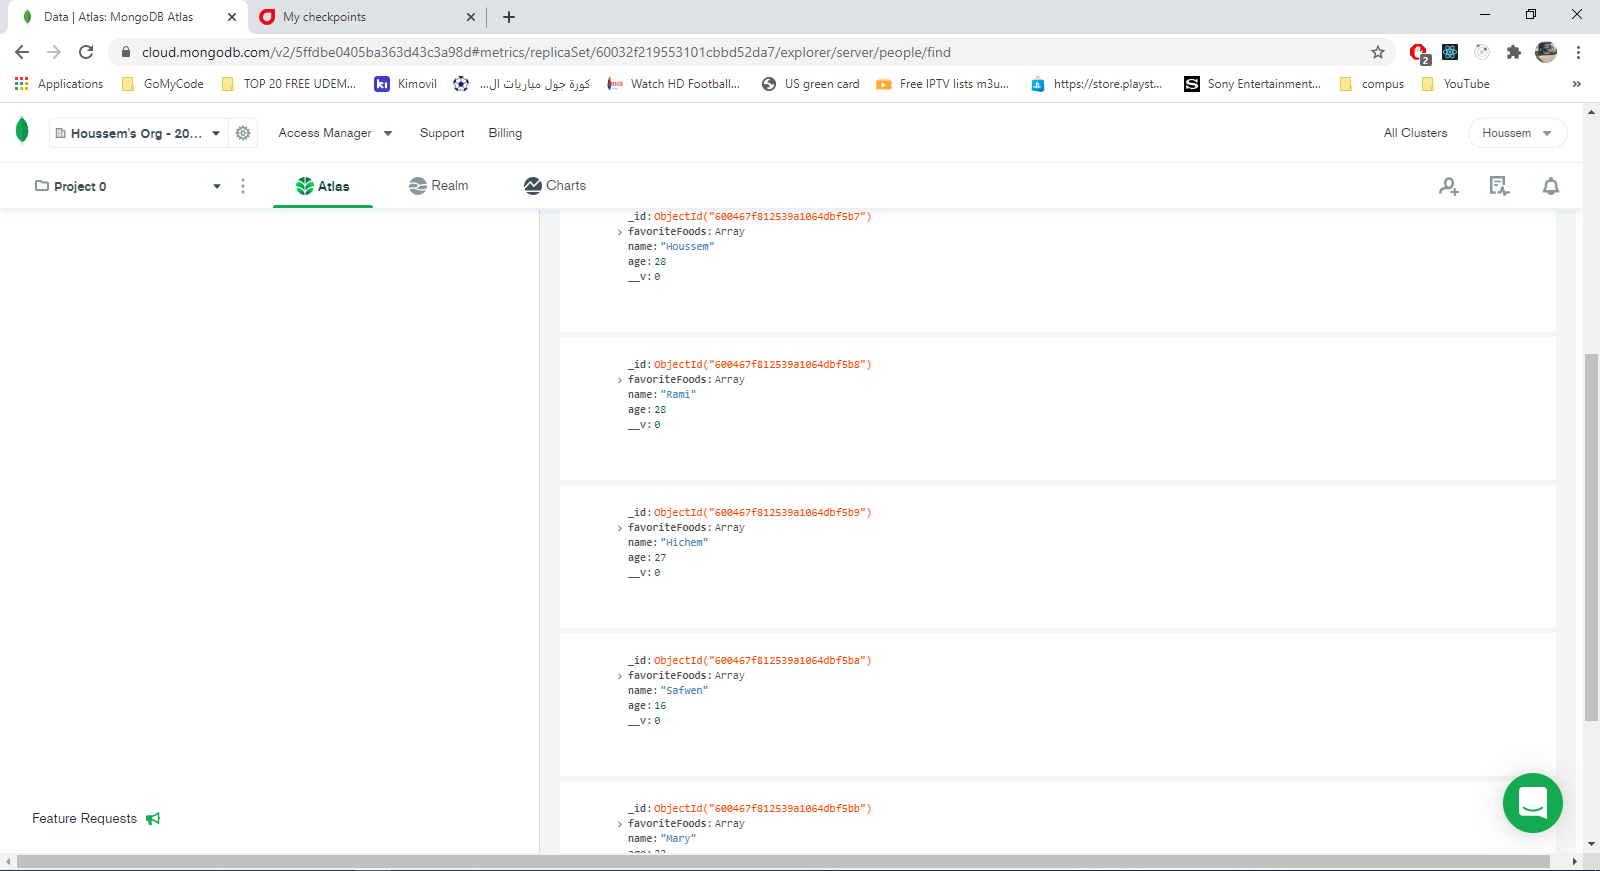 Data | Atlas: MongoDB Atlas
My checkpoints
cloud.mongodb.com/v2/5ffdbe0405ba363d43c3a98d#metrics/replicaSet/60032f219553101cbbd52da7/explorer/server/people/find
2
Applications
GoMyCode
TOP 20 FREE UDEM...
Kimovil
كورة جول مباريات ال...
Watch HD Football...
US green card
Free IPTV lists m3u...
https://store.playst...
Sony Entertainment...
compus
YouTube
»
Houssem's Org - 20...
Access Manager
Support
Billing
All Clusters
Houssem
Project 0
Atlas
Realm
Charts
_id: ObjectId("600467f812539a1064dbf5b7")
favoriteFoods: Array
name: "Houssem"
age: 28
__v: 0
_id: ObjectId("600467f812539a1064dbf5b8")
favoriteFoods: Array
name: "Rami"
age: 28
__v: 0
_id: ObjectId("600467f812539a1064dbf5b9")
favoriteFoods: Array
name: "Hichem"
age: 27
__v: 0
_id: ObjectId("600467f812539a1064dbf5ba")
favoriteFoods: Array
name: "Safwen"
age: 16
__v: 0
_id: ObjectId("600467f812539a1064dbf5bb")
favoriteFoods: Array
name: "Mary"
Feature Requests